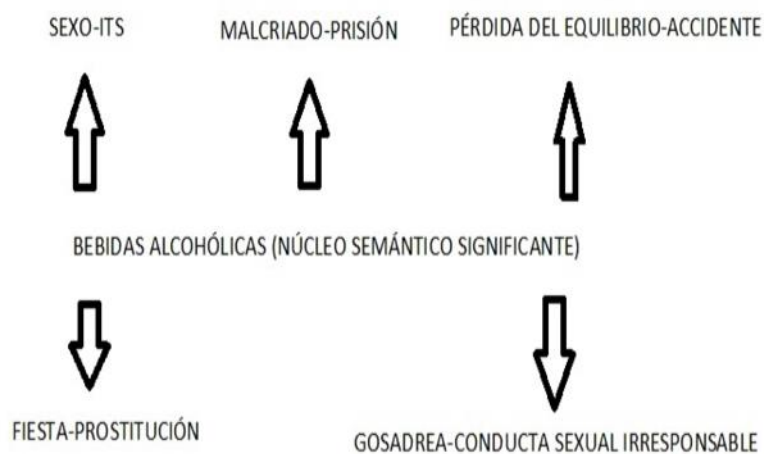 SEXO-ITS
MALCRIADO-PRISIÓN
PÉRDIDA DEL EQUILIBRIO-ACCIDENTE
BEBIDAS ALCOHÓLICAS (NÚCLEO SEMÁNTICO SIGNIFICANTE)
FIESTA-PROSTITUCIÓN
GOSADREA-CONDUCTA SEXUAL IRRESPONSABLE